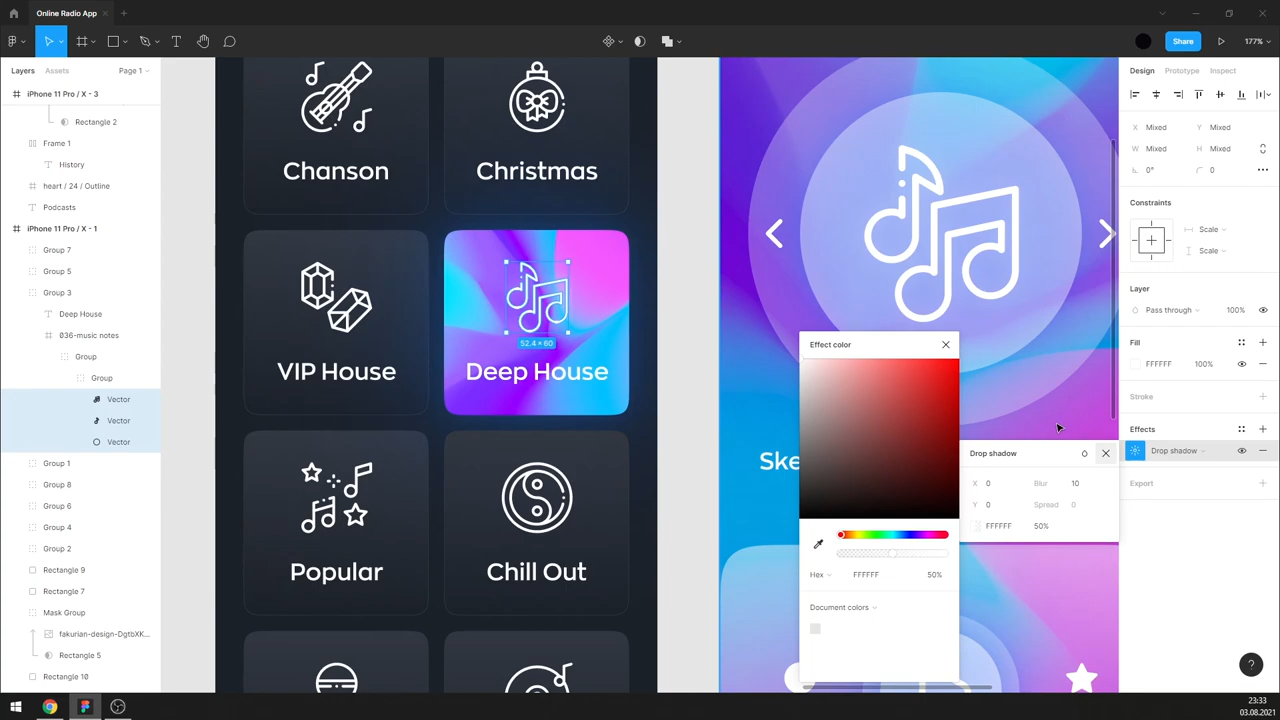 Online Radio App
Share
177%
Layers
Assets
Page 1
iPhone 11 Pro / X - 3
Rectangle 2
Frame 1
History
heart / 24 / Outline
Podcasts
iPhone 11 Pro / X - 1
Group 7
Group 5
Group 3
Deep House
036-music notes
Group
Group
Vector
Vector
Vector
Group 1
Group 8
Group 6
Group 4
Group 2
Rectangle 9
Rectangle 7
Mask Group
fakurian-design-DgtbXK...
Rectangle 5
Rectangle 10
Chanson
Christmas
VIP House
52.4 × 60
Deep House
Popular
Chill Out
Ske
Effect color
Hex
FFFFFF
50%
Document colors
Drop shadow
X 0
Blur 10
Y 0
Spread 0
FFFFFF 50%
Design
Prototype
Inspect
X Mixed
Y Mixed
W Mixed
H Mixed
0°
0
Constraints
Scale
Scale
Layer
Pass through
100%
Fill
FFFFFF
100%
Stroke
Effects
Drop shadow
Export
?
23:33
03.08.2021